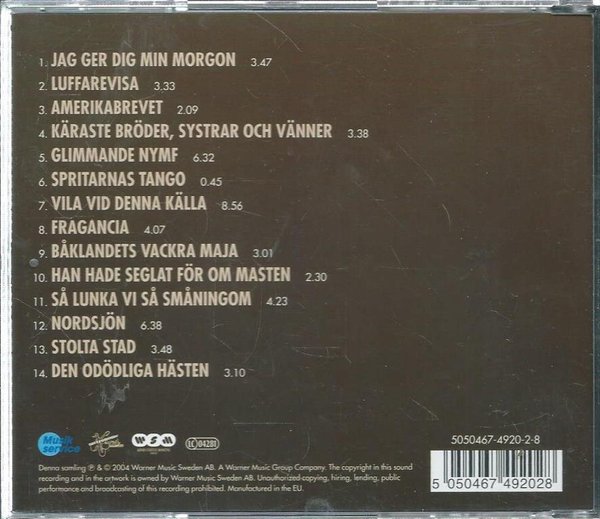 1. JAG GER DIG MIN MORGON 3.47
2. LUFFAREVISA 3.33
3. AMERIKABREVET 2.09
4. KÄRASTE BRÖDER, SYSTRAR OCH VÄNNER 3.38
5. GLIMMANDE NYMF 6.32
6. SPRITARNAS TANGO 0.45
7. VILA VID DENNA KÄLLA 8.56
8. FRAGANCIA 4.07
9. BÅKLANDETS VACKRA MAJA 3.01
10. HAN HADE SEGLAT FÖR OM MASTEN 2.30
11. SÅ LUNKA VI SÅ SMÅNINGOM 4.23
12. NORDSJÖN 6.38
13. STOLTA STAD 3.48
14. DEN ODÖDLIGA HÄSTEN 3.10
Musik
service
WSM
LC 04281
5050467-4920-2-8
Denna samling ℗ & © 2004 Warner Music Sweden AB. A Warner Music Group Company. The copyright in this sound
recording and in the artwork is owned by Warner Music Sweden AB. Unauthorized copying, hiring, lending, public
performance and broadcasting of this recording prohibited. Manufactured in the EU.
5 050467 492028